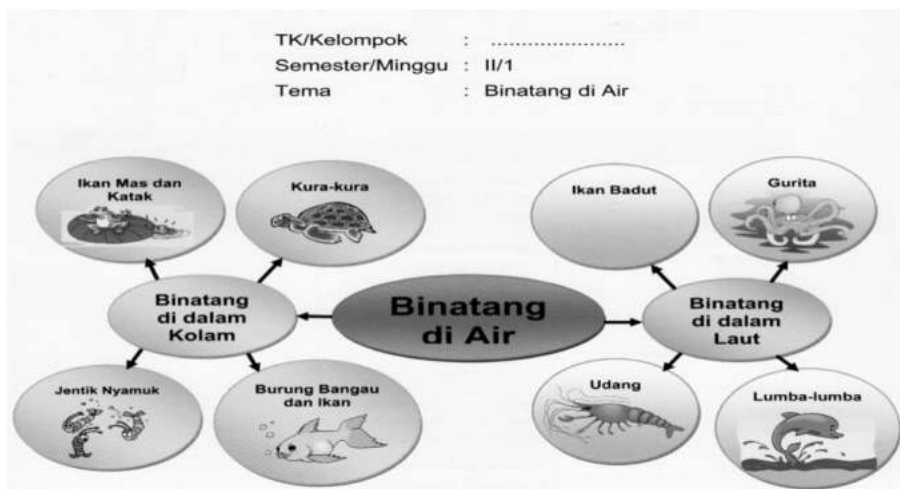 TK/Kelompok : ......................
Semester/Minggu : II/1
Tema : Binatang di Air
Ikan Mas dan
Katak
Kura-kura
Ikan Badut
Gurita
Binatang
di dalam
Kolam
Binatang
di Air
Binatang
di dalam
Laut
Jentik Nyamuk
Burung Bangau
dan Ikan
Udang
Lumba-lumba